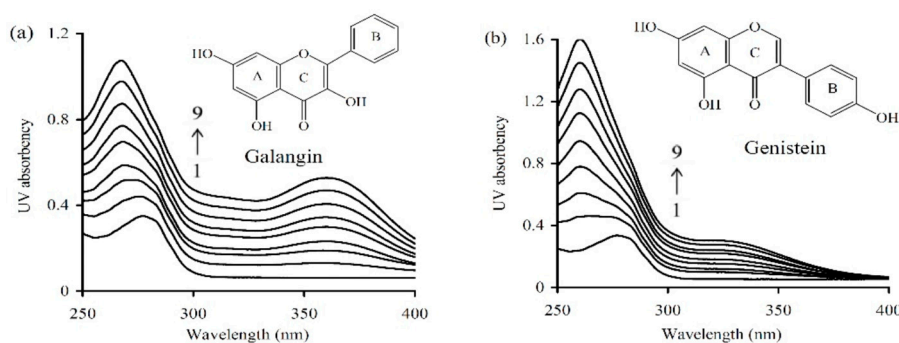 (a)
1.2
0.8
0.4
0
UV absorbency
250
300
350
400
Wavelength (nm)
9
1
Galangin
HO
O
A
C
B
OH
OH
O
(b)
1.6
1.2
0.8
0.4
0
UV absorbency
250
300
350
400
Wavelength (nm)
9
1
Genistein
HO
O
A
C
B
OH
O
OH